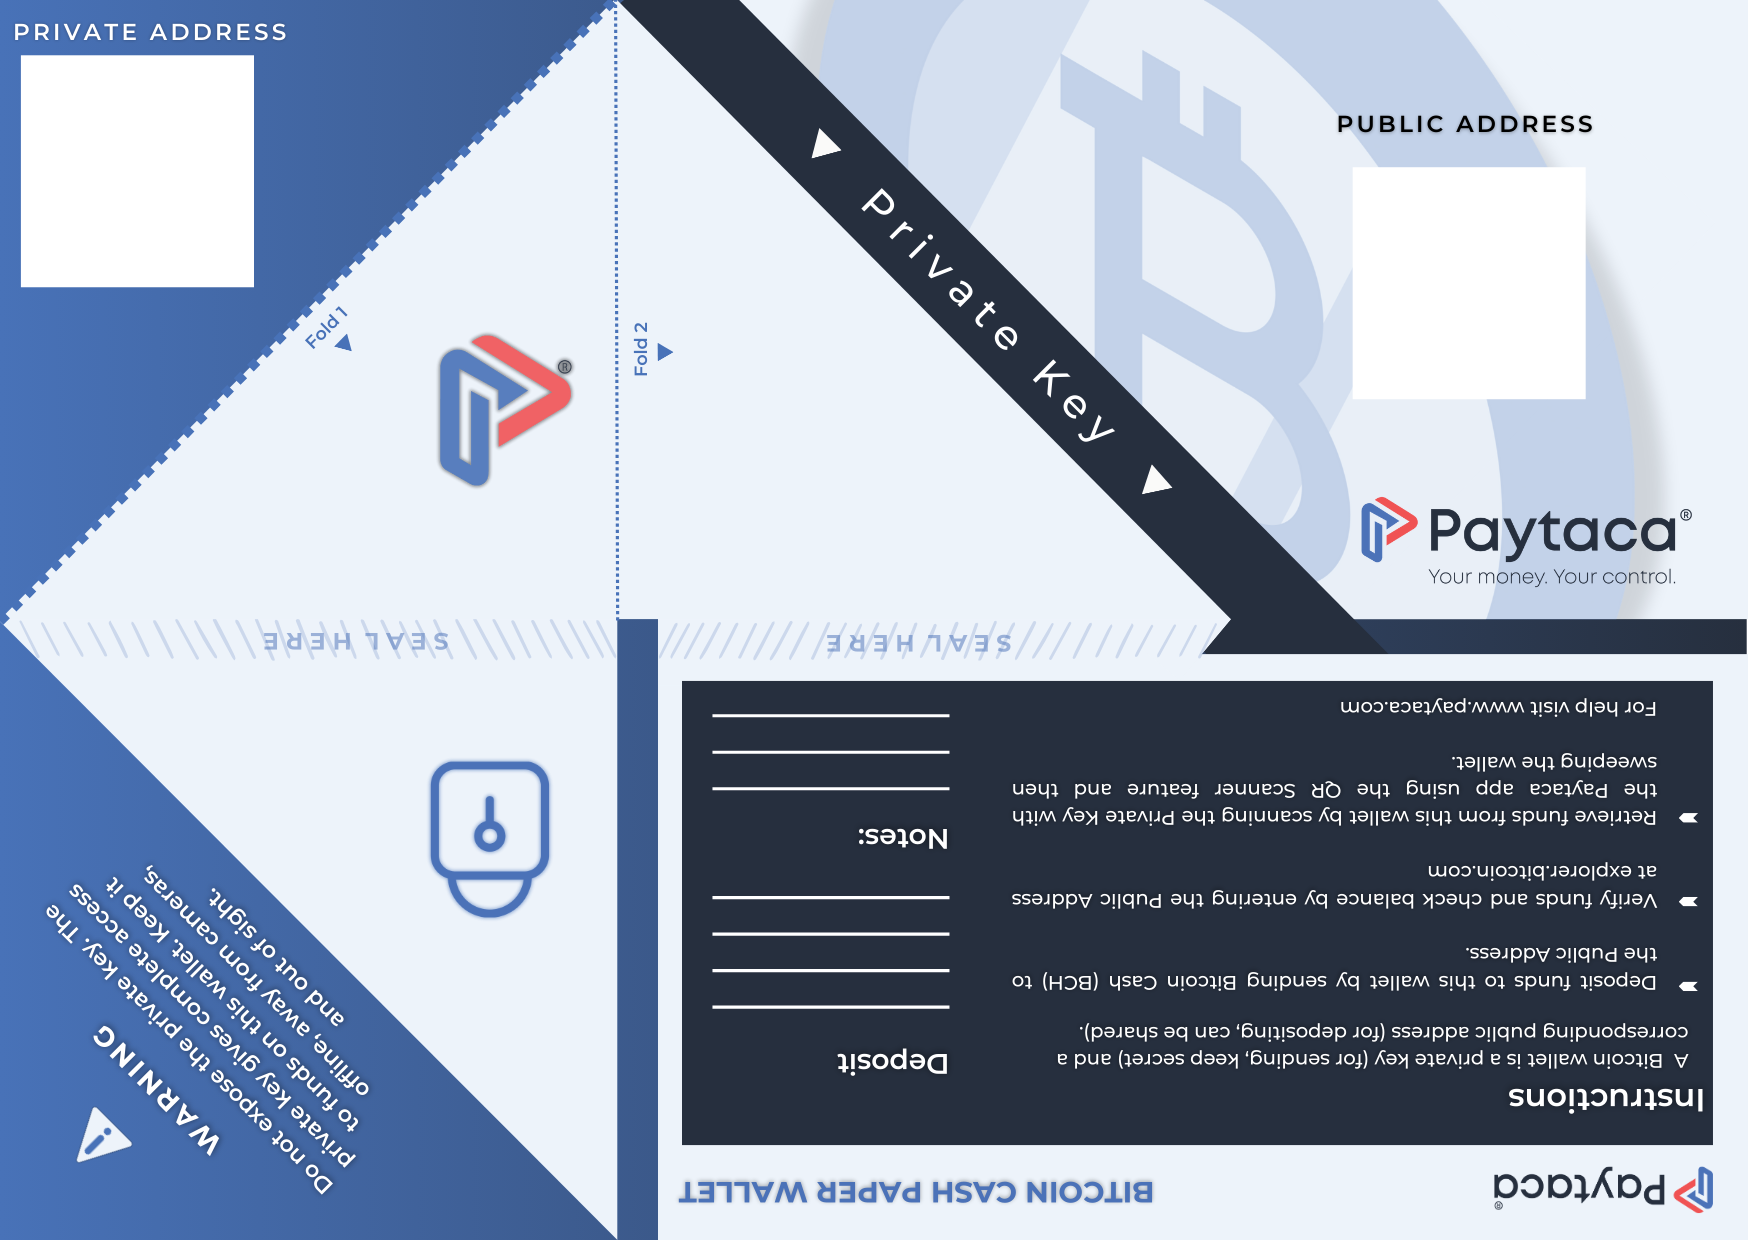 PRIVATE ADDRESS
Fold 1
®
Fold 2
Private Key
PUBLIC ADDRESS
Paytaca®
Your money. Your control.
SEAL HERE
SEAL HERE
WARNING
Do not expose the private key. The
private key gives complete access
to funds on this wallet. Keep it
offline, away from cameras,
and out of sight.
Paytaca®
BITCOIN CASH PAPER WALLET
Instructions
A Bitcoin wallet is a private key (for sending, keep secret) and a
corresponding public address (for depositing, can be shared).
Deposit funds to this wallet by sending Bitcoin Cash (BCH) to
the Public Address.
Verify funds and check balance by entering the Public Address
at explorer.bitcoin.com
Retrieve funds from this wallet by scanning the Private Key with
the Paytaca app using the QR Scanner feature and then
sweeping the wallet.
For help visit www.paytaca.com
Deposit
Notes: